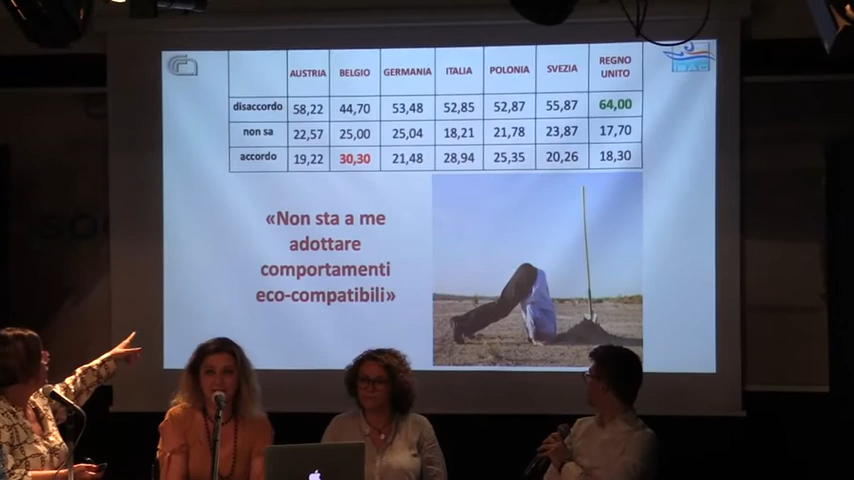 AUSTRIA BELGIO GERMANIA ITALIA POLONIA SVEZIA REGNO UNITO
disaccordo 58,22 44,70 53,48 52,85 52,87 55,87 64,00
non sa 22,57 25,00 25,04 18,21 21,78 23,87 17,70
accordo 19,22 30,30 21,48 28,94 25,35 20,26 18,30
«Non sta a me
adottare
comportamenti
eco-compatibili»